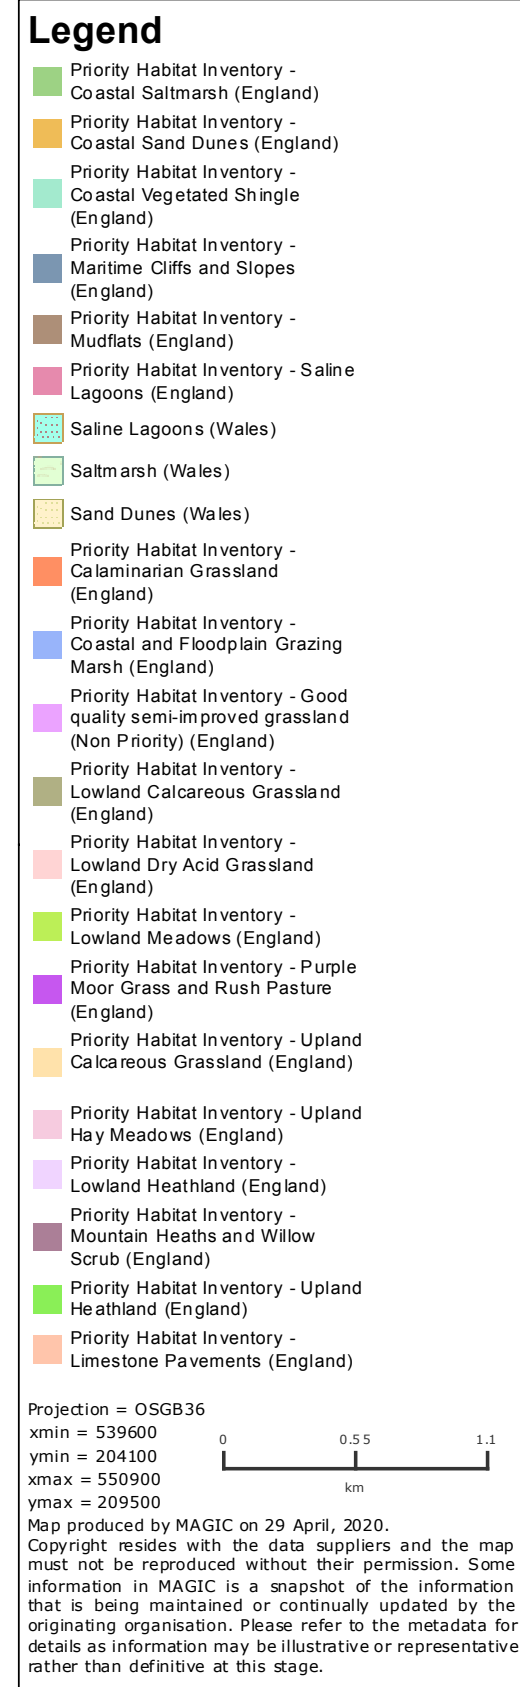 Legend
Priority Habitat Inventory -
Coastal Saltmarsh (England)
Priority Habitat Inventory -
Coastal Sand Dunes (England)
Priority Habitat Inventory -
Coastal Vegetated Shingle
(England)
Priority Habitat Inventory -
Maritime Cliffs and Slopes
(England)
Priority Habitat Inventory -
Mudflats (England)
Priority Habitat Inventory - Saline
Lagoons (England)
Saline Lagoons (Wales)
Saltmarsh (Wales)
Sand Dunes (Wales)
Priority Habitat Inventory -
Calaminarian Grassland
(England)
Priority Habitat Inventory -
Coastal and Floodplain Grazing
Marsh (England)
Priority Habitat Inventory - Good
quality semi-improved grassland
(Non Priority) (England)
Priority Habitat Inventory -
Lowland Calcareous Grassland
(England)
Priority Habitat Inventory -
Lowland Dry Acid Grassland
(England)
Priority Habitat Inventory -
Lowland Meadows (England)
Priority Habitat Inventory - Purple
Moor Grass and Rush Pasture
(England)
Priority Habitat Inventory - Upland
Calcareous Grassland (England)
Priority Habitat Inventory - Upland
Hay Meadows (England)
Priority Habitat Inventory -
Lowland Heathland (England)
Priority Habitat Inventory -
Mountain Heaths and Willow
Scrub (England)
Priority Habitat Inventory - Upland
Heathland (England)
Priority Habitat Inventory -
Limestone Pavements (England)
Projection = OSGB36
xmin = 539600
ymin = 204100
xmax = 550900
ymax = 209500
0 0.55 1.1
km
Map produced by MAGIC on 29 April, 2020.
Copyright resides with the data suppliers and the map
must not be reproduced without their permission. Some
information in MAGIC is a snapshot of the information
that is being maintained or continually updated by the
originating organisation. Please refer to the metadata for
details as information may be illustrative or representative
rather than definitive at this stage.